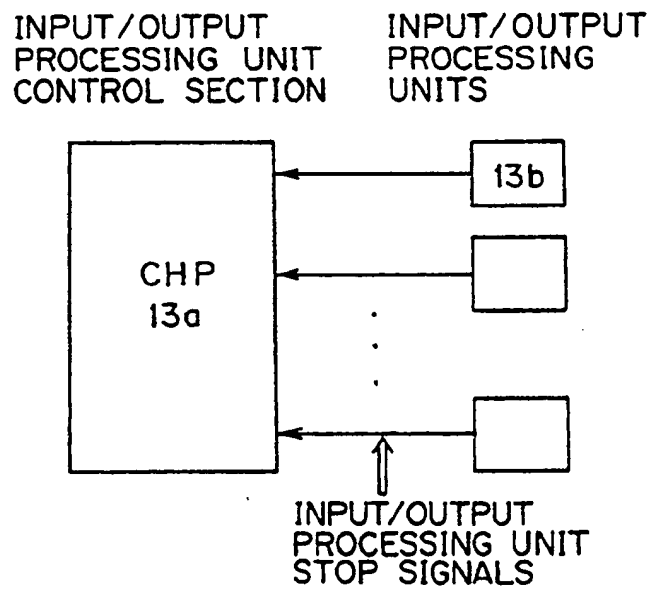 INPUT/OUTPUT
PROCESSING UNIT
CONTROL SECTION
INPUT/OUTPUT
PROCESSING
UNITS
13b
CHP
13a
INPUT/OUTPUT
PROCESSING UNIT
STOP SIGNALS